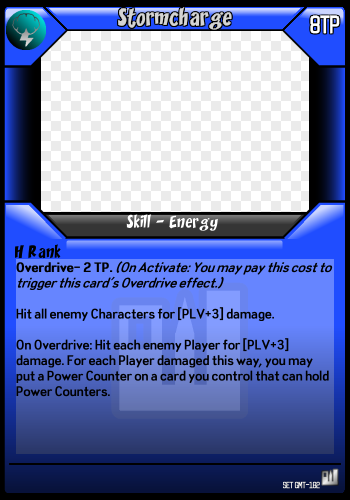 Stormcharge
8TP
Skill - Energy
H Rank
Overdrive- 2 TP. (On Activate: You may pay this cost to
trigger this card's Overdrive effect.)
Hit all enemy Characters for [PLV+3] damage.
On Overdrive: Hit each enemy Player for [PLV+3]
damage. For each Player damaged this way, you may
put a Power Counter on a card you control that can hold
Power Counters.
SET GMT-182